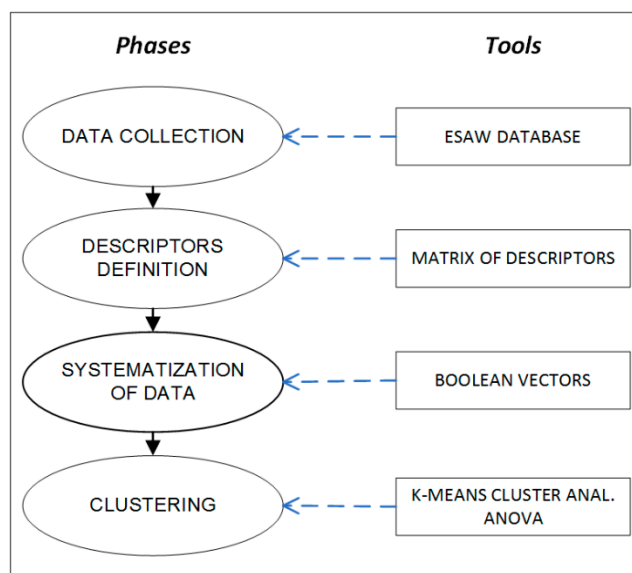 Phases
Tools
DATA COLLECTION
ESAW DATABASE
DESCRIPTORS
DEFINITION
MATRIX OF DESCRIPTORS
SYSTEMATIZATION
OF DATA
BOOLEAN VECTORS
CLUSTERING
K-MEANS CLUSTER ANAL.
ANOVA